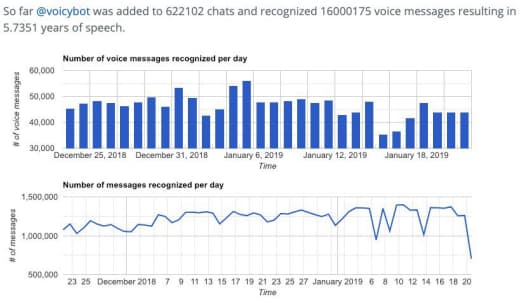 So far @voicybot was added to 622102 chats and recognized 16000175 voice messages resulting in
5.7351 years of speech.
Number of voice messages recognized per day
# of voice messages
60,000
50,000
40,000
30,000
December 25, 2018 December 31, 2018 January 6, 2019 January 12, 2019 January 18, 2019
Time
Number of messages recognized per day
# of messages
1,500,000
1,000,000
500,000
23 25 December 2018 7 9 11 13 15 17 19 21 23 25 27 January 2019 6 8 10 12 14 16 18 20
Time